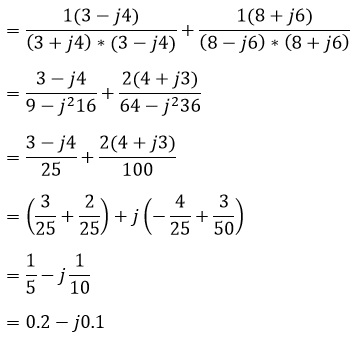 = 1(3 − j4) / (3 + j4) ∗ (3 − j4) + 1(8 + j6) / (8 − j6) ∗ (8 + j6)
= 3 − j4 / 9 − j²16 + 2(4 + j3) / 64 − j²36
= 3 − j4 / 25 + 2(4 + j3) / 100
= (3/25 + 2/25) + j(−4/25 + 3/50)
= 1/5 − j 1/10
= 0.2 − j0.1